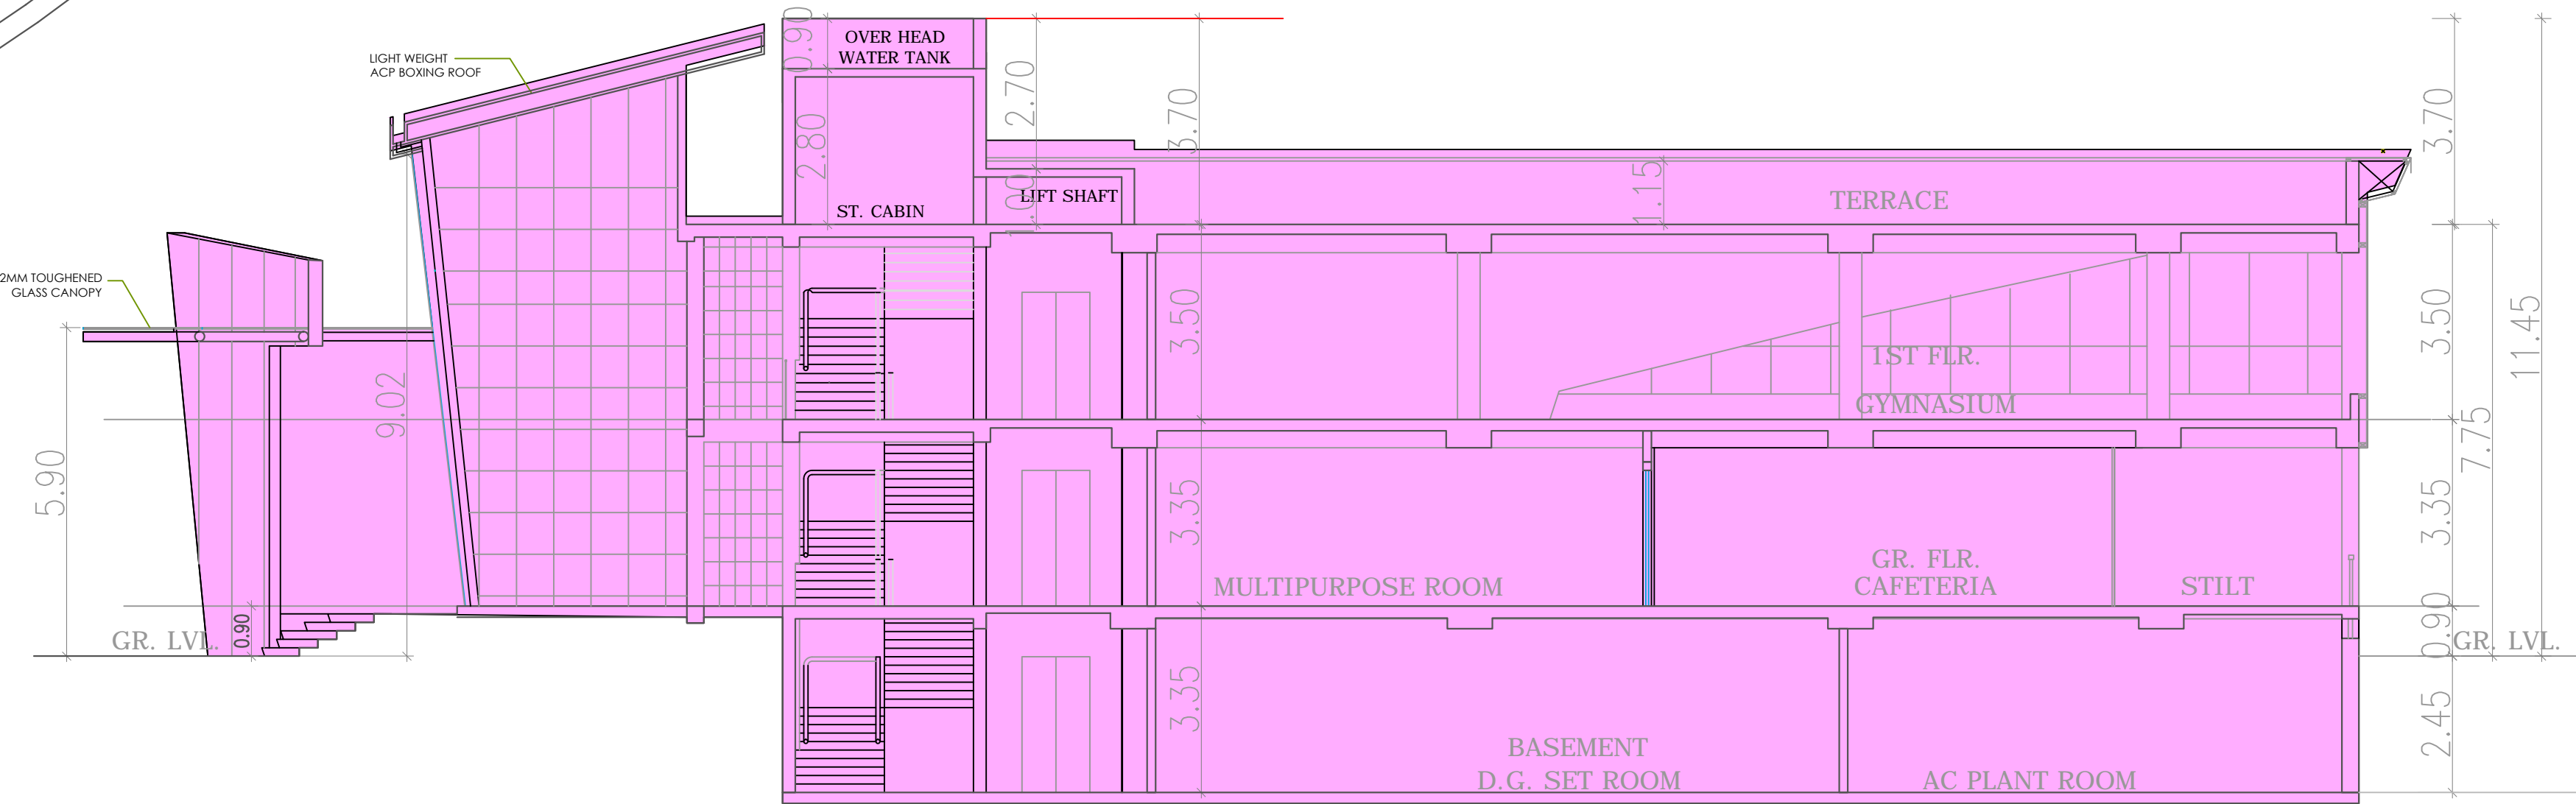 OVER HEAD
WATER TANK
LIGHT WEIGHT
ACP BOXING ROOF
0.90
2.70
3.70
3.70
2.80
1.00
LIFT SHAFT
ST. CABIN
1.15
TERRACE
2MM TOUGHENED
GLASS CANOPY
3.50
3.50
11.45
1ST FLR.
GYMNASIUM
9.02
5.90
7.75
3.35
3.35
GR. FLR.
CAFETERIA
MULTIPURPOSE ROOM
STILT
GR. LVL.
0.90
0.90
GR. LVL.
3.35
2.45
BASEMENT
D.G. SET ROOM
AC PLANT ROOM